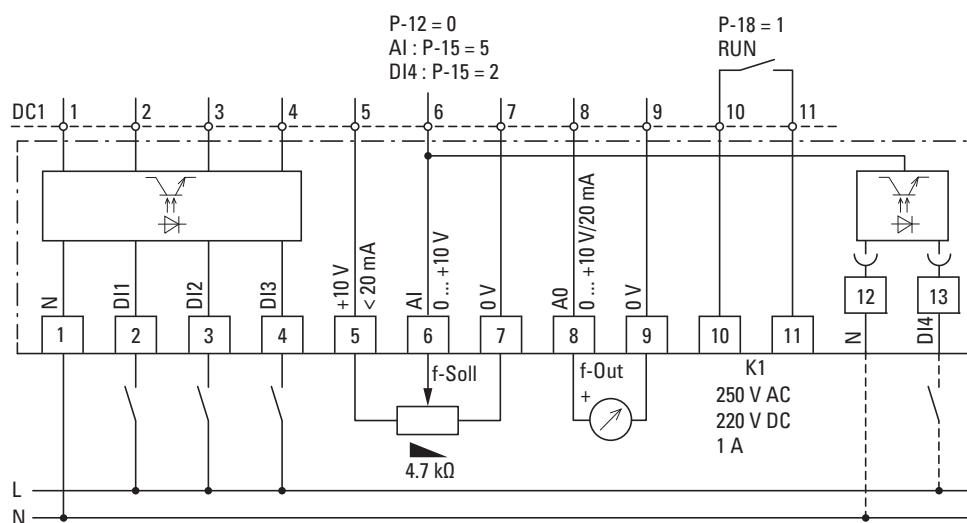 P-12 = 0
AI : P-15 = 5
DI4 : P-15 = 2
P-18 = 1
RUN
DC1
1
2
3
4
5
6
7
8
9
10
11
N
DI1
DI2
DI3
+10 V
< 20 mA
AI
0 ... +10 V
0 V
A0
0 ... +10 V/20 mA
0 V
12
13
N
DI4
1
2
3
4
5
6
7
8
9
10
11
f-Soll
4.7 kΩ
f-Out
+
K1
250 V AC
220 V DC
1 A
L
N